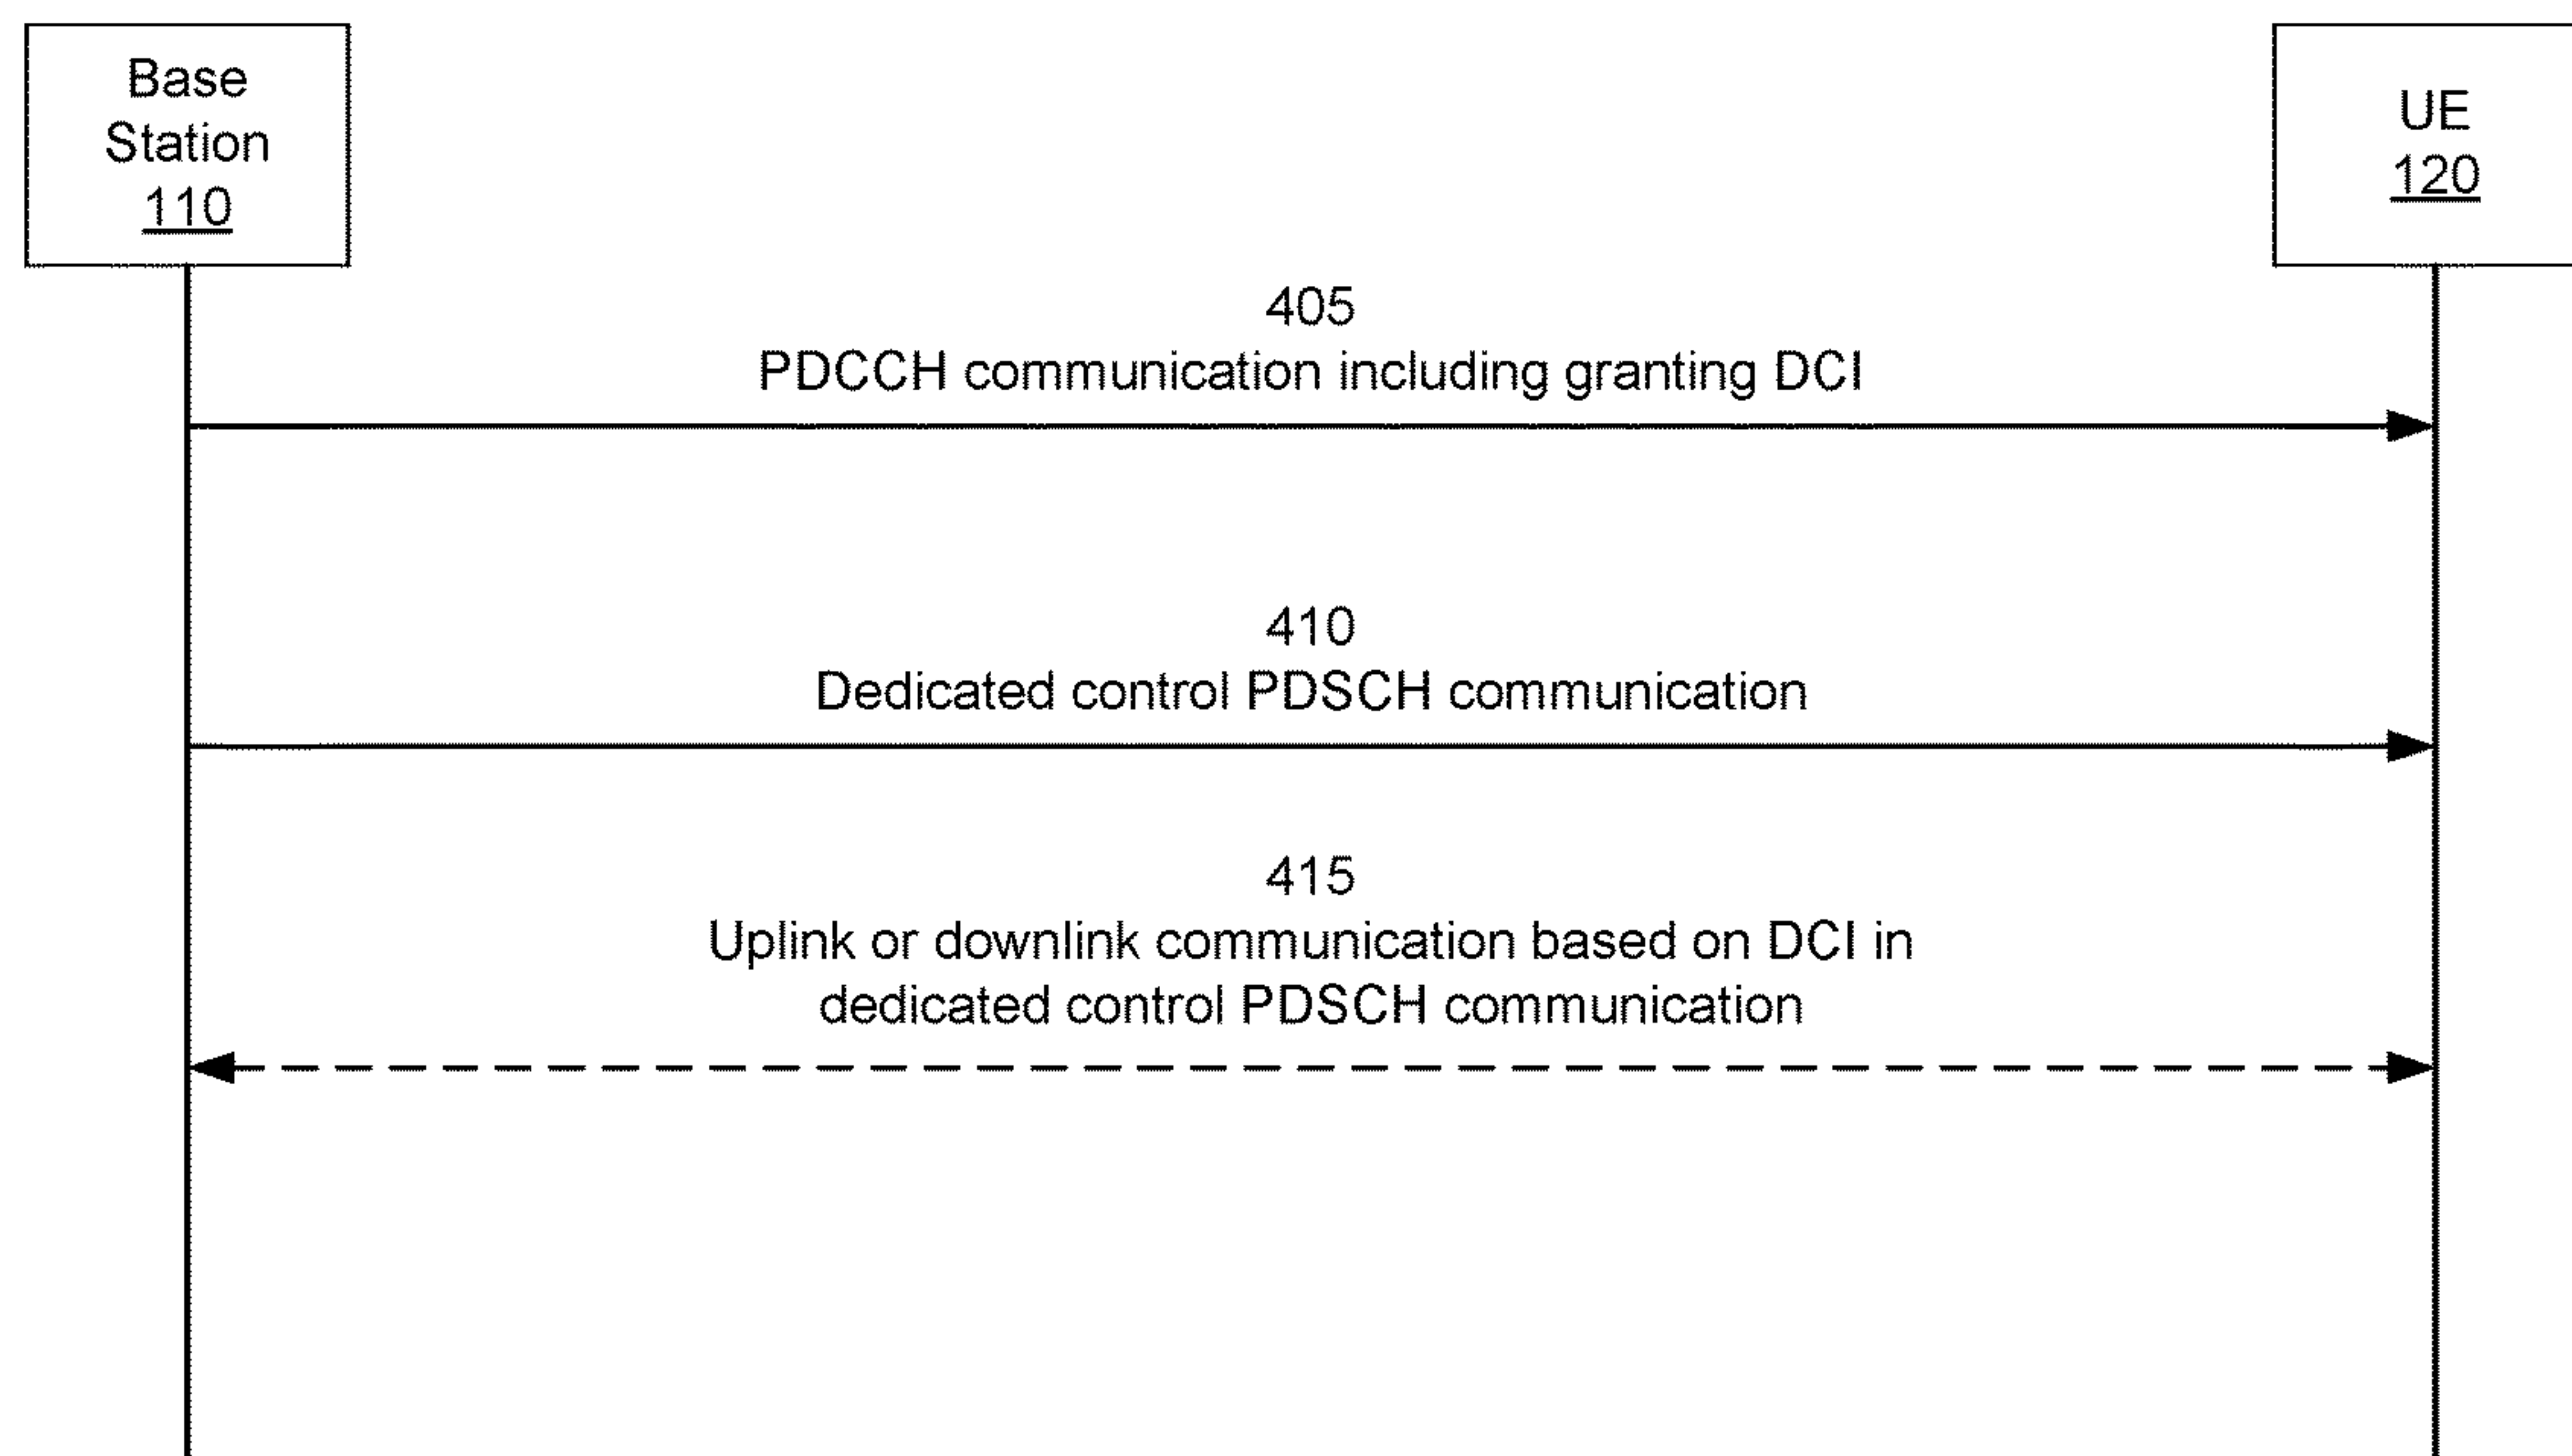 Base
Station
110
UE
120
405
PDCCH communication including granting DCI
410
Dedicated control PDSCH communication
415
Uplink or downlink communication based on DCI in
dedicated control PDSCH communication